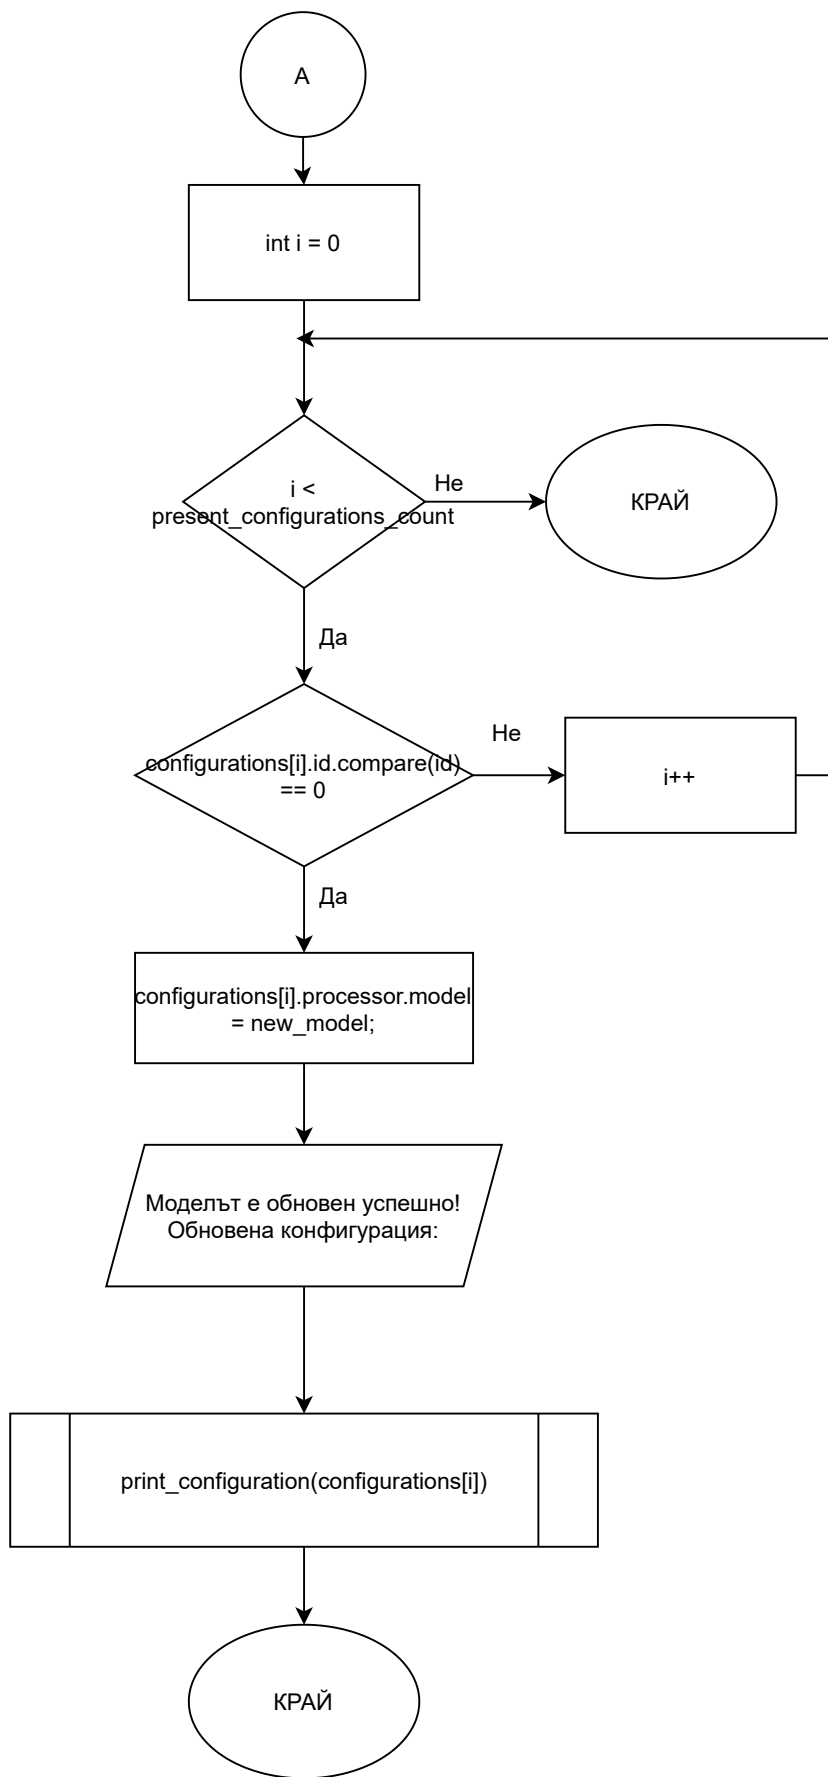 A
int i = 0
i <
present_configurations_count
Не
КРАЙ
Да
configurations[i].id.compare(id)
== 0
Не
i++
Да
configurations[i].processor.model
= new_model;
Моделът е обновен успешно!
Обновена конфигурация:
print_configuration(configurations[i])
КРАЙ